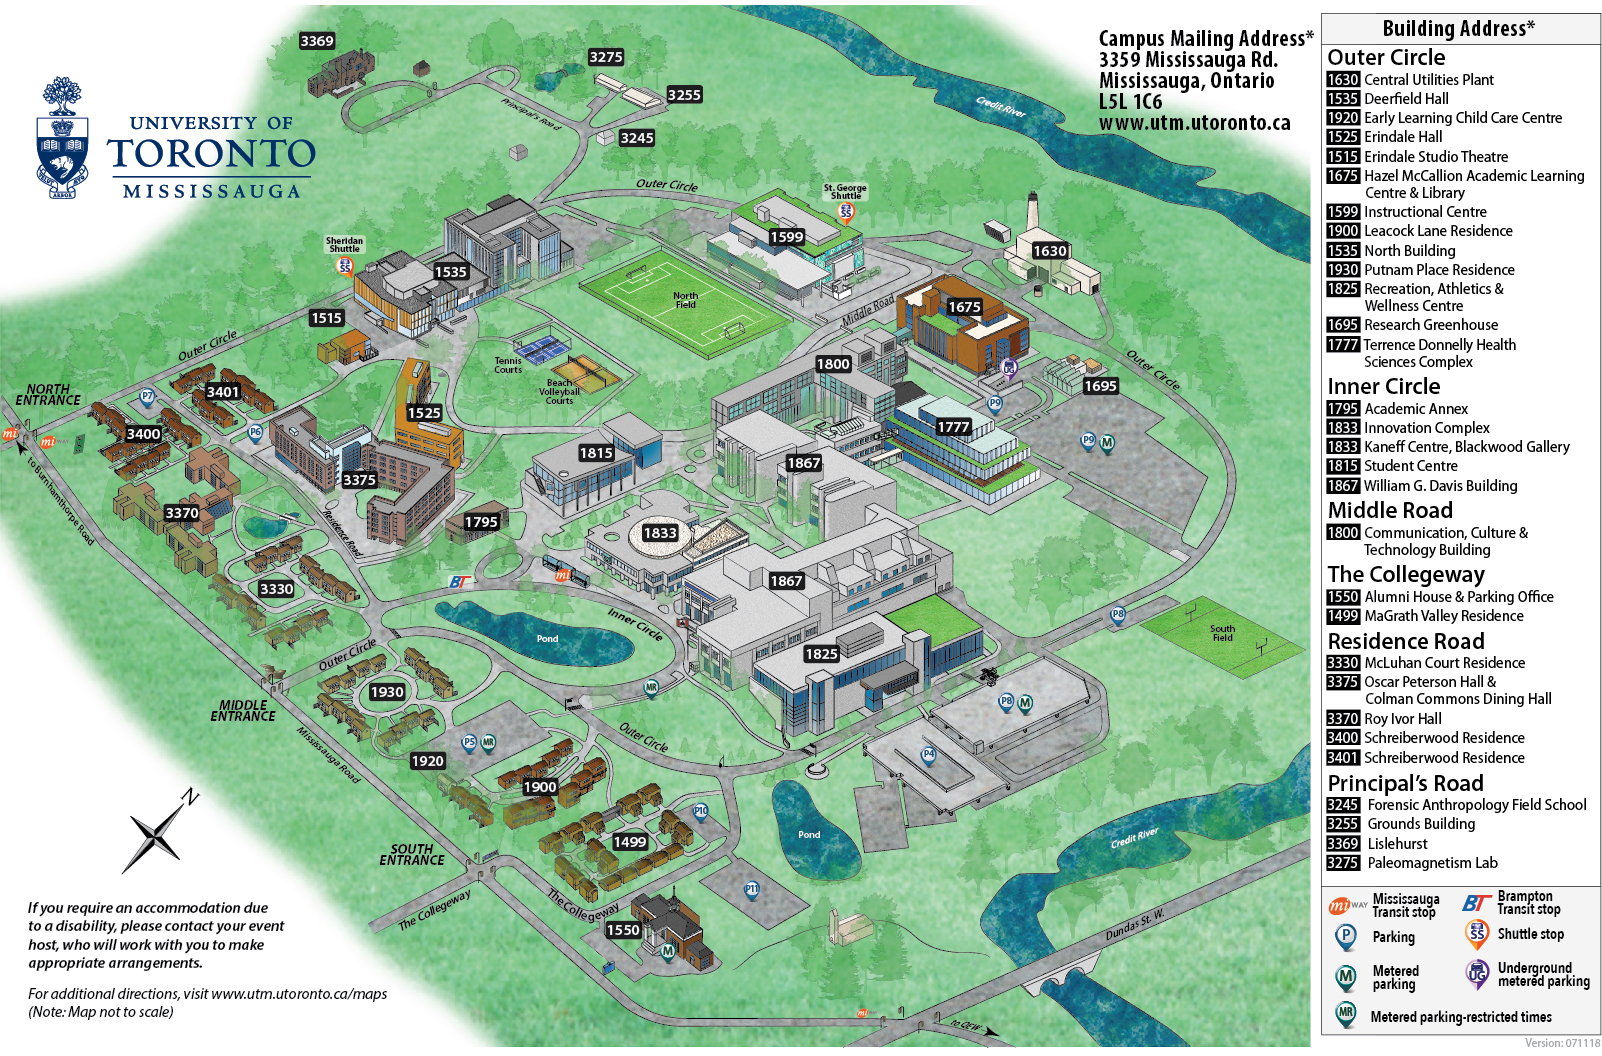 UNIVERSITY OF
TORONTO
MISSISSAUGA
3369
3275
3255
3245
Principal's Road
Credit River
Campus Mailing Address*
3359 Mississauga Rd.
Mississauga, Ontario
L5L 1C6
www.utm.utoronto.ca
Outer Circle
St. George
Shuttle
SS
1599
1630
Sheridan
Shuttle
SS
1535
North
Field
Middle Road
1675
1515
Outer Circle
Tennis
Courts
Beach
Volleyball
Courts
1800
UG
1695
Outer Circle
NORTH
ENTRANCE
P7
3401
P6
3400
mi
mi WAY
to Burnhamthorpe Road
1525
P9
P9
M
1777
1815
1867
3375
3370
Residence Road
1795
1833
1867
3330
BT
mi
Inner Circle
Pond
P8
South
Field
Outer Circle
1825
1930
MR
P8
M
MIDDLE
ENTRANCE
Mississauga Road
P5
MR
Outer Circle
P4
1920
1900
P10
N
1499
Pond
Credit River
SOUTH
ENTRANCE
P11
The Collegeway
The Collegeway
1550
M
Dundas St. W.
mi
to QEW
If you require an accommodation due
to a disability, please contact your event
host, who will work with you to make
appropriate arrangements.
For additional directions, visit www.utm.utoronto.ca/maps
(Note: Map not to scale)
Building Address*
Outer Circle
1630 Central Utilities Plant
1535 Deerfield Hall
1920 Early Learning Child Care Centre
1525 Erindale Hall
1515 Erindale Studio Theatre
1675 Hazel McCallion Academic Learning
Centre & Library
1599 Instructional Centre
1900 Leacock Lane Residence
1535 North Building
1930 Putnam Place Residence
1825 Recreation, Athletics &
Wellness Centre
1695 Research Greenhouse
1777 Terrence Donnelly Health
Sciences Complex
Inner Circle
1795 Academic Annex
1833 Innovation Complex
1833 Kaneff Centre, Blackwood Gallery
1815 Student Centre
1867 William G. Davis Building
Middle Road
1800 Communication, Culture &
Technology Building
The Collegeway
1550 Alumni House & Parking Office
1499 MaGrath Valley Residence
Residence Road
3330 McLuhan Court Residence
3375 Oscar Peterson Hall &
Colman Commons Dining Hall
3370 Roy Ivor Hall
3400 Schreiberwood Residence
3401 Schreiberwood Residence
Principal's Road
3245 Forensic Anthropology Field School
3255 Grounds Building
3369 Lislehurst
3275 Paleomagnetism Lab
mi WAY Mississauga
Transit stop
BT Brampton
Transit stop
P Parking
SS Shuttle stop
M Metered
parking
UG Underground
metered parking
MR Metered parking-restricted times
Version: 071118